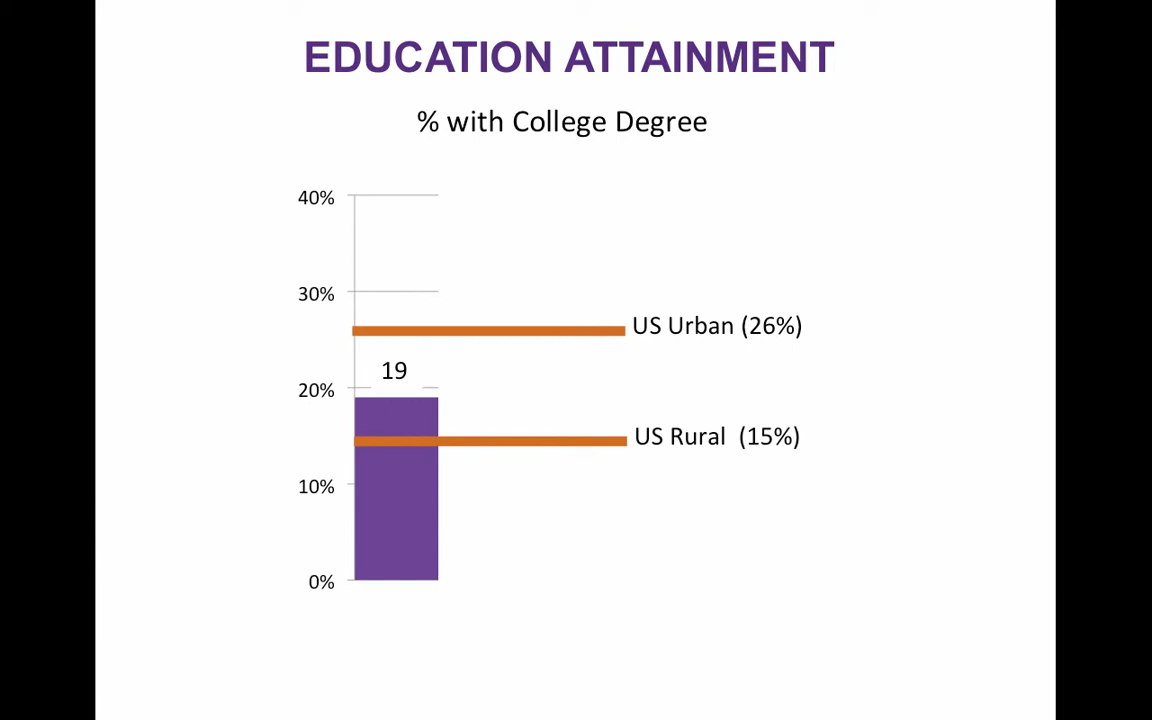 EDUCATION ATTAINMENT
% with College Degree
40%
30%
US Urban (26%)
19
20%
US Rural (15%)
10%
0%